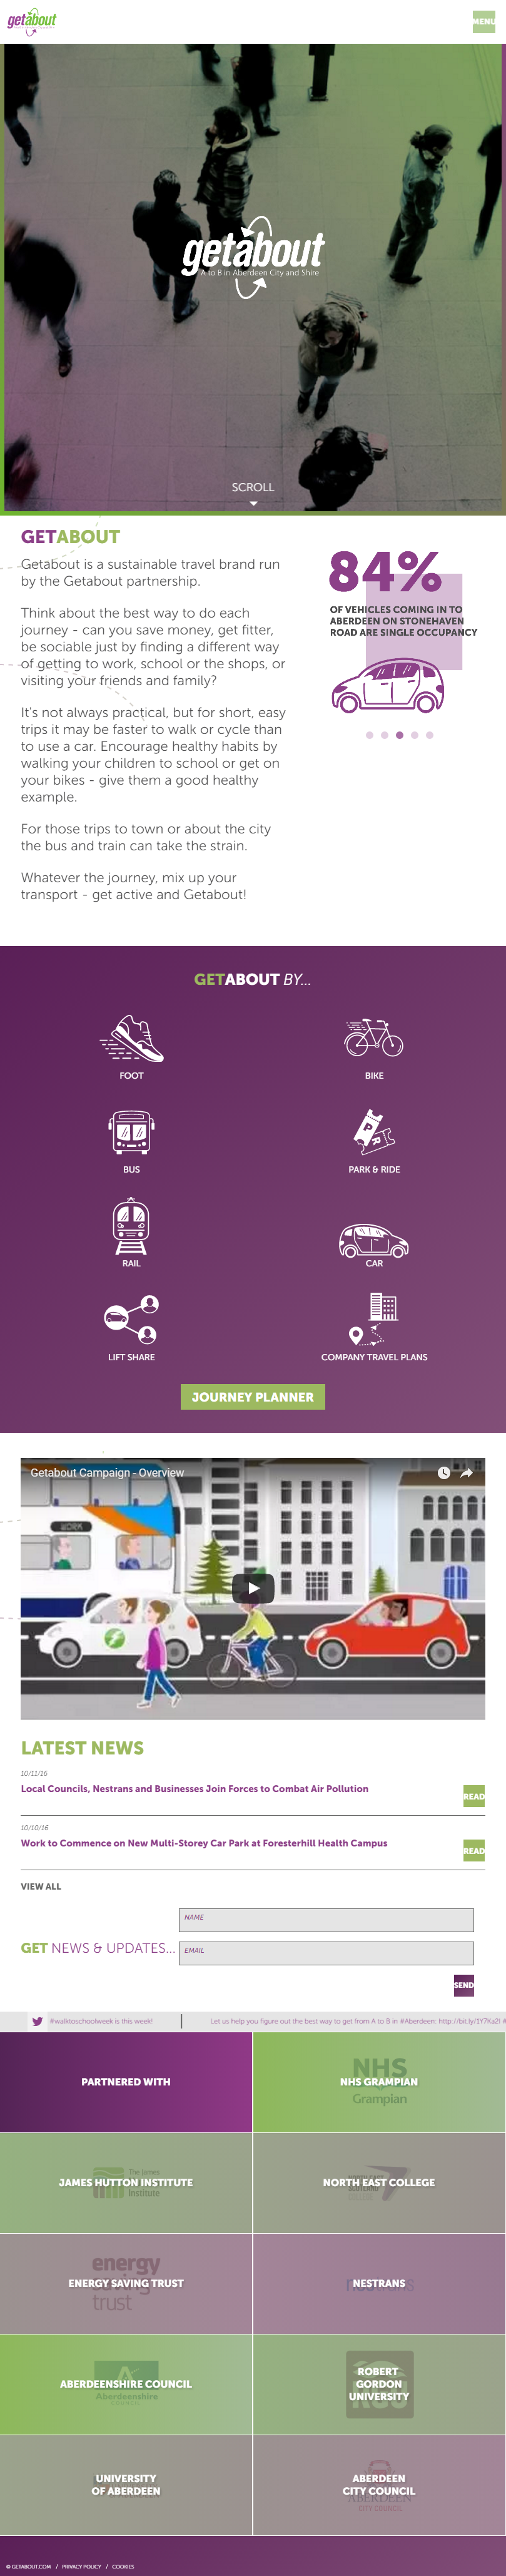 getabout
MENU
getabout
A to B in Aberdeen City and Shire
SCROLL
GETABOUT
Getabout is a sustainable travel brand run
by the Getabout partnership.
Think about the best way to do each
journey - can you save money, get fitter,
be sociable just by finding a different way
of getting to work, school or the shops, or
visiting your friends and family?
It's not always practical, but for short, easy
trips it may be faster to walk or cycle than
to use a car. Encourage healthy habits by
walking your children to school or get on
your bikes - give them a good healthy
example.
For those trips to town or about the city
the bus and train can take the strain.
Whatever the journey, mix up your
transport - get active and Getabout!
84%
OF VEHICLES COMING IN TO
ABERDEEN ON STONEHAVEN
ROAD ARE SINGLE OCCUPANCY
GETABOUT BY...
FOOT
BIKE
BUS
P R
PARK & RIDE
RAIL
CAR
LIFT SHARE
COMPANY TRAVEL PLANS
JOURNEY PLANNER
Getabout Campaign - Overview
LATEST NEWS
10/11/16
Local Councils, Nestrans and Businesses Join Forces to Combat Air Pollution
READ
10/10/16
Work to Commence on New Multi-Storey Car Park at Foresterhill Health Campus
READ
VIEW ALL
GET NEWS & UPDATES...
NAME
EMAIL
SEND
#walktoschoolweek is this week!
Let us help you figure out the best way to get from A to B in #Aberdeen: http://bit.ly/1Y7Ka2I #
PARTNERED WITH
NHS
NHS GRAMPIAN
Grampian
The James
JAMES HUTTON INSTITUTE
Institute
NORTH EAST COLLEGE
energy
ENERGY SAVING TRUST
trust
NESTRANS
ABERDEENSHIRE COUNCIL
Aberdeenshire
ROBERT
GORDON
UNIVERSITY
UNIVERSITY
OF ABERDEEN
ABERDEEN
CITY COUNCIL
ABERDEEN
CITY COUNCIL
© GETABOUT.COM / PRIVACY POLICY / COOKIES